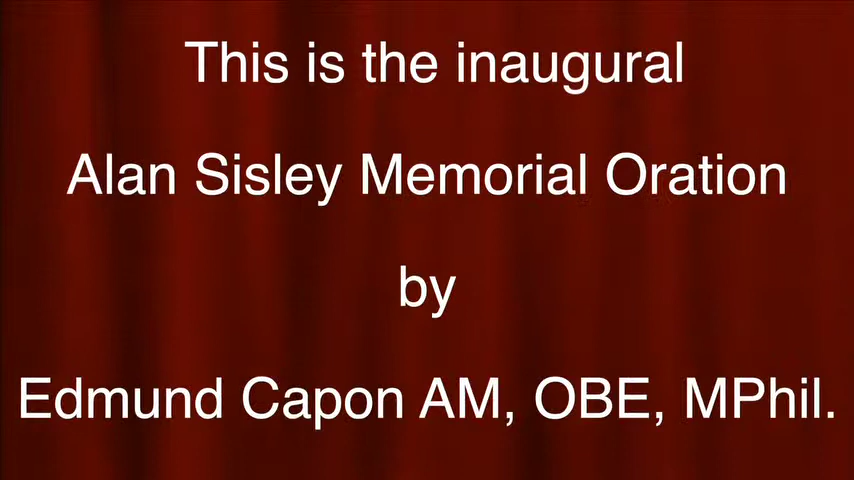 This is the inaugural
Alan Sisley Memorial Oration
by
Edmund Capon AM, OBE, MPhil.